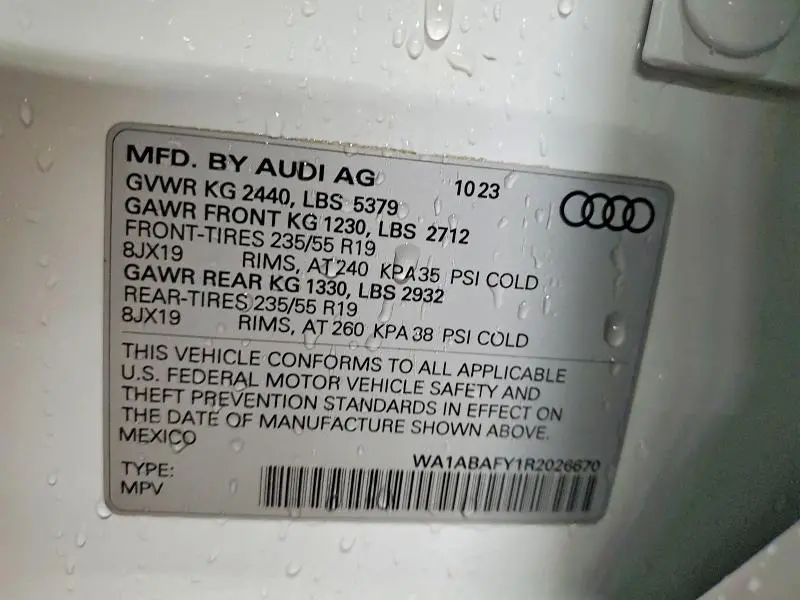 MFD. BY AUDI AG 10 23
GVWR KG 2440, LBS 5379
GAWR FRONT KG 1230, LBS 2712
FRONT-TIRES 235/55 R19
8JX19 RIMS, AT 240 KPA 35 PSI COLD
GAWR REAR KG 1330, LBS 2932
REAR-TIRES 235/55 R19
8JX19 RIMS, AT 260 KPA 38 PSI COLD
THIS VEHICLE CONFORMS TO ALL APPLICABLE
U.S. FEDERAL MOTOR VEHICLE SAFETY AND
THEFT PREVENTION STANDARDS IN EFFECT ON
THE DATE OF MANUFACTURE SHOWN ABOVE.
MEXICO
WA1ABAFY1R2026670
TYPE:
MPV